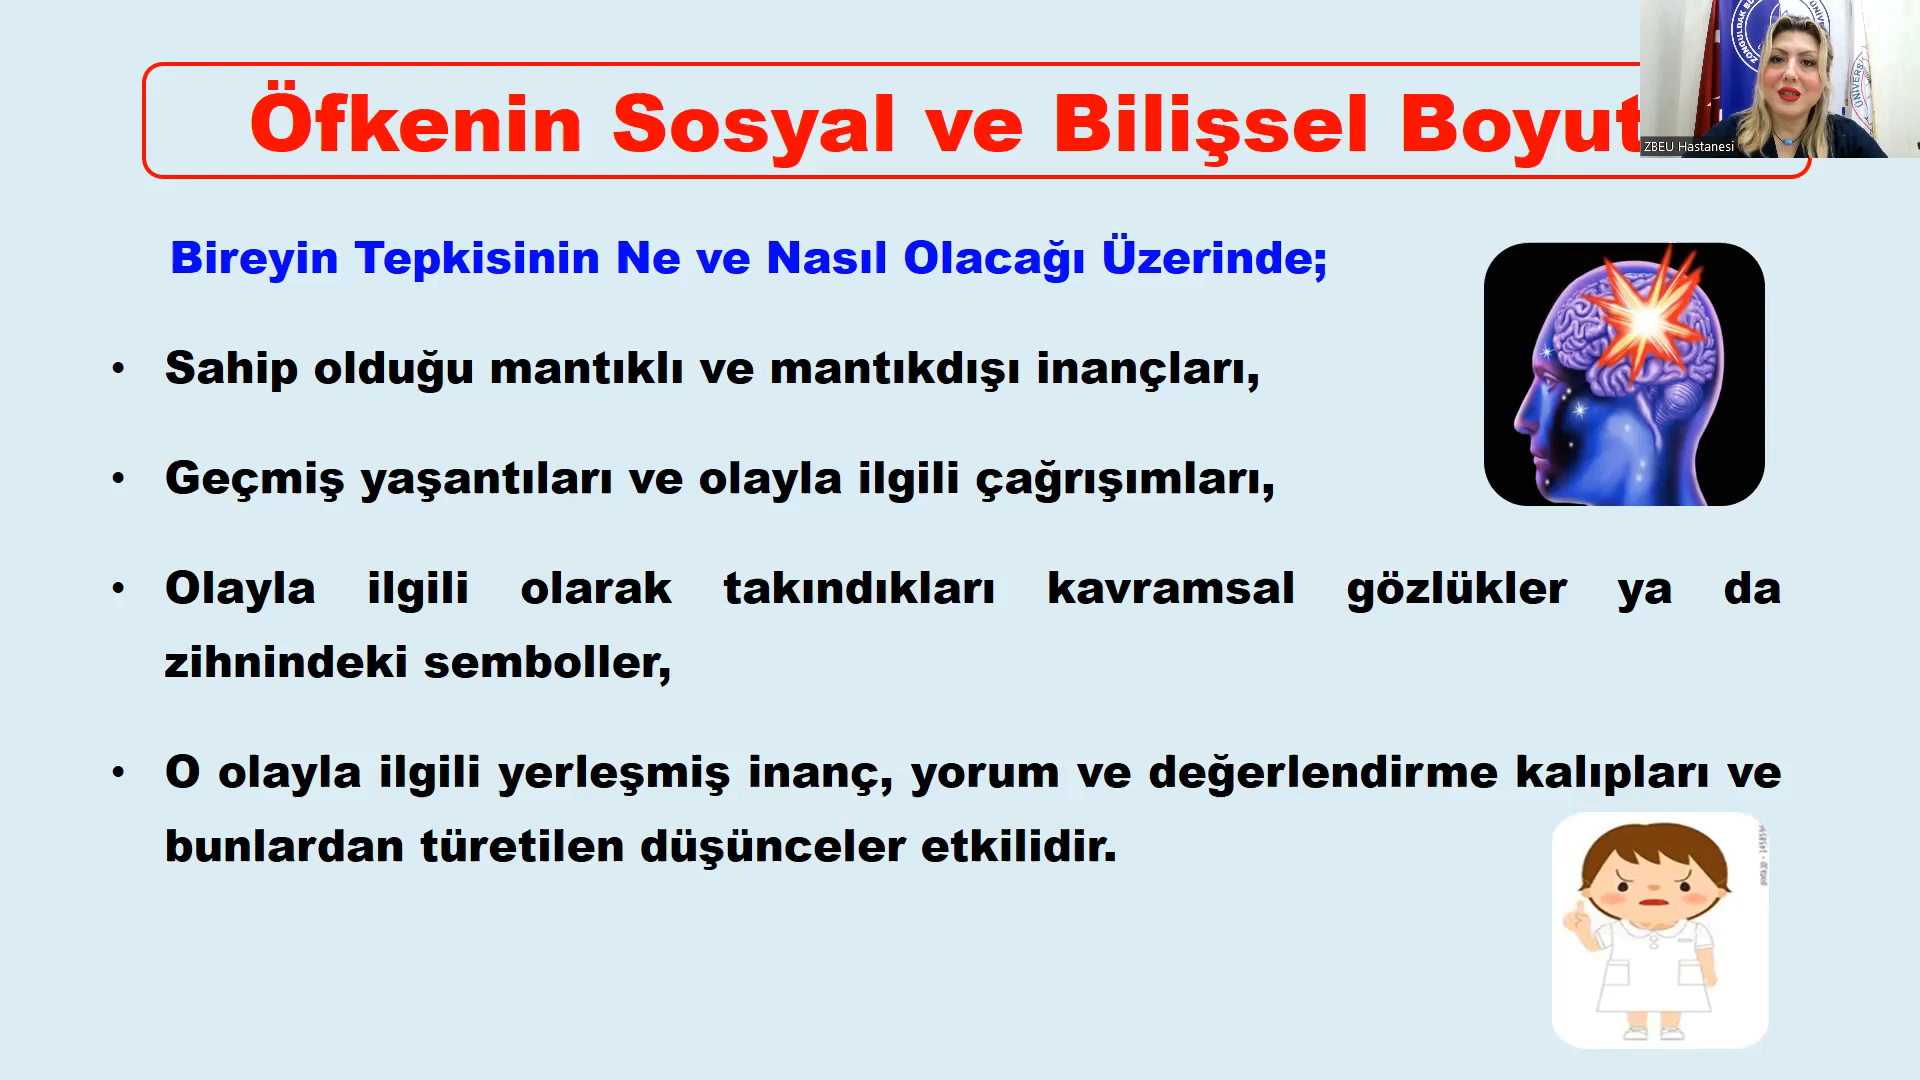 Öfkenin Sosyal ve Bilişsel Boyut
ZBEU Hastanesi
Bireyin Tepkisinin Ne ve Nasıl Olacağı Üzerinde;
• Sahip olduğu mantıklı ve mantıkdışı inançları,
• Geçmiş yaşantıları ve olayla ilgili çağrışımları,
• Olayla ilgili olarak takındıkları kavramsal gözlükler ya da
zihnindeki semboller,
• O olayla ilgili yerleşmiş inanç, yorum ve değerlendirme kalıpları ve
bunlardan türetilen düşünceler etkilidir.